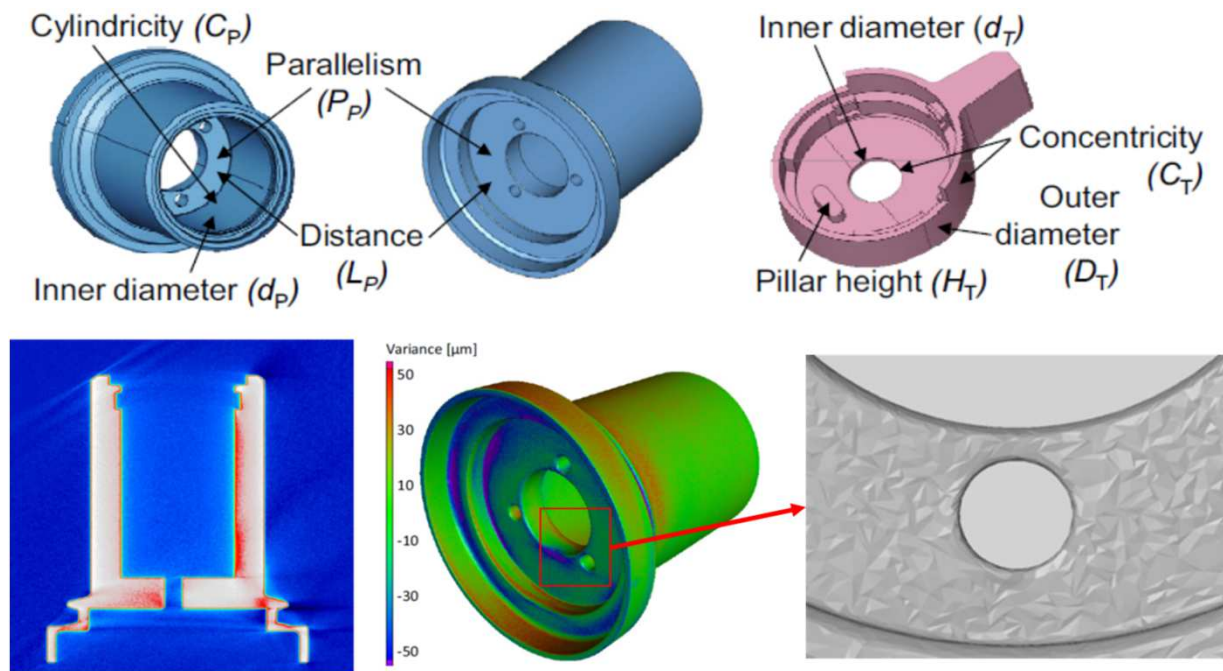 Cylindricity (C_P)
Parallelism
(P_P)
Distance
(L_P)
Inner diameter (d_P)
Inner diameter (d_T)
Concentricity
(C_T)
Outer
diameter
(D_T)
Pillar height (H_T)
Variance [µm]
50
30
10
-10
-30
-50